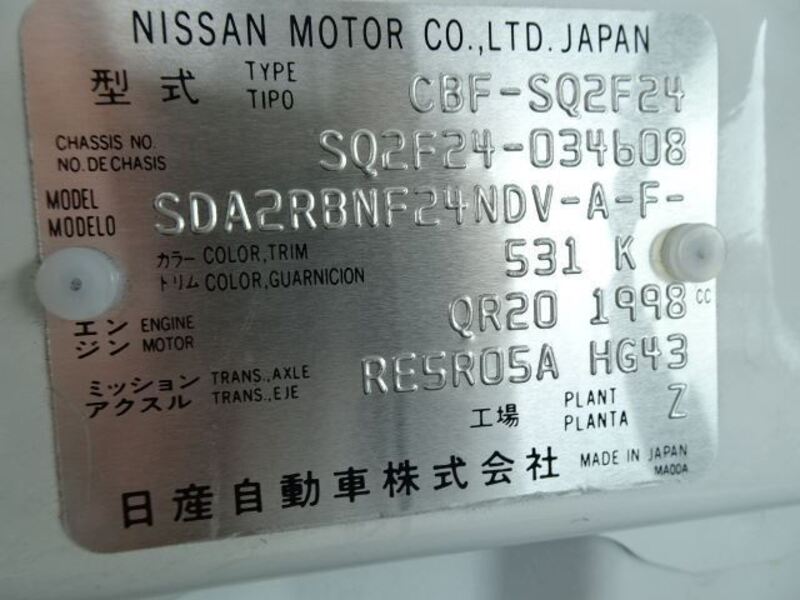 NISSAN MOTOR CO.,LTD. JAPAN
型式 TYPE TIPO CBF-SQ2F24
CHASSIS NO. NO. DE CHASIS SQ2F24-034608
MODEL MODELO SDA2RBNF24NDV-A-F-
カラー COLOR, TRIM 531 K
トリム COLOR, GUARNICION
エンジン ENGINE MOTOR QR20 1998 CC
ミッション TRANS.,AXLE RE5R05A HG43
アクスル TRANS.,EJE
工場 PLANT PLANTA Z
日産自動車株式会社 MADE IN JAPAN
MA00A